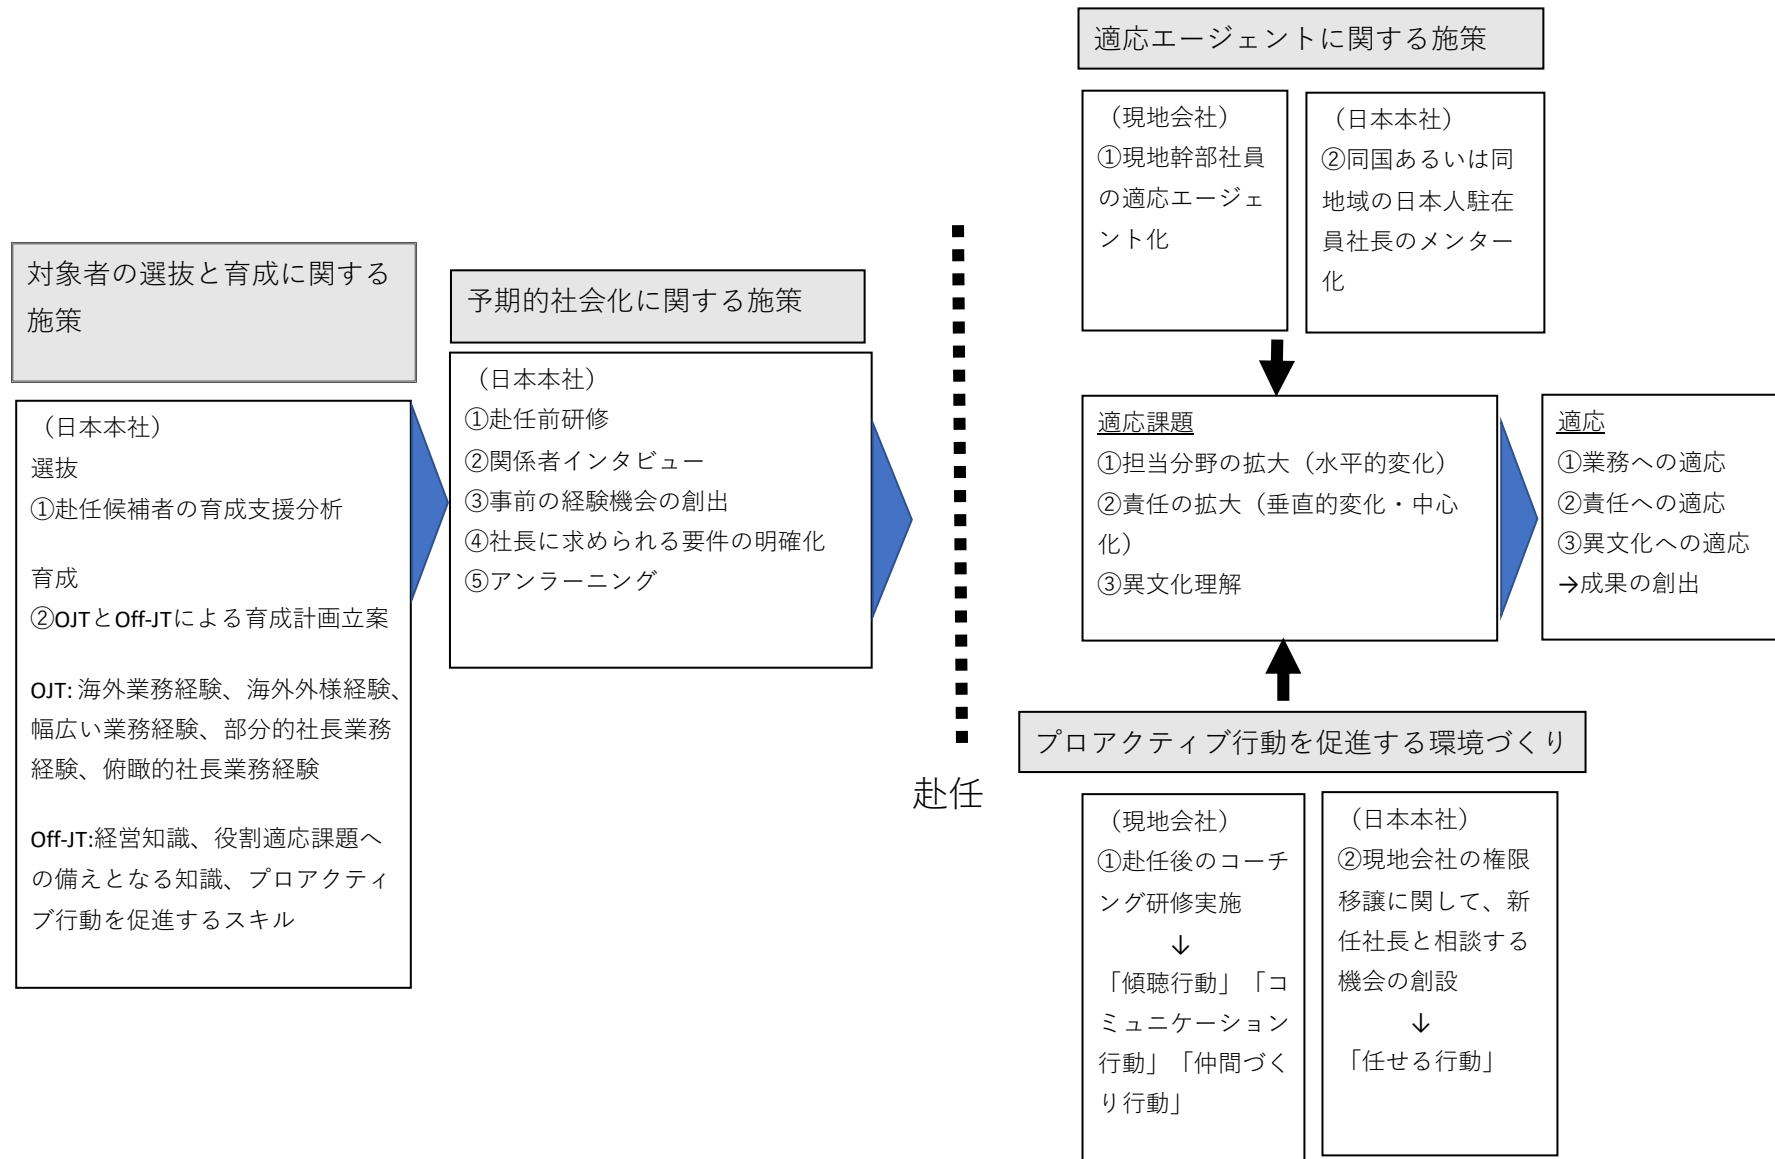 対象者の選抜と育成に関する
施策
（日本本社）
選抜
①赴任候補者の育成支援分析
育成
②OJTとOff-JTによる育成計画立案
OJT: 海外業務経験、海外外様経験、
幅広い業務経験、部分的社長業務
経験、俯瞰的社長業務経験
Off-JT:経営知識、役割適応課題へ
の備えとなる知識、プロアクティ
ブ行動を促進するスキル
予期的社会化に関する施策
（日本本社）
①赴任前研修
②関係者インタビュー
③事前の経験機会の創出
④社長に求められる要件の明確化
⑤アンラーニング
赴任
適応エージェントに関する施策
（現地会社）
①現地幹部社員
の適応エージェ
ント化
（日本本社）
②同国あるいは同
地域の日本人駐在
員社長のメンター
化
適応課題
①担当分野の拡大（水平的変化）
②責任の拡大（垂直的変化・中心
化）
③異文化理解
適応
①業務への適応
②責任への適応
③異文化への適応
→成果の創出
プロアクティブ行動を促進する環境づくり
（現地会社）
①赴任後のコーチ
ング研修実施
↓
「傾聴行動」「コ
ミュニケーション
行動」「仲間づく
り行動」
（日本本社）
②現地会社の権限
移譲に関して、新
任社長と相談する
機会の創設
↓
「任せる行動」